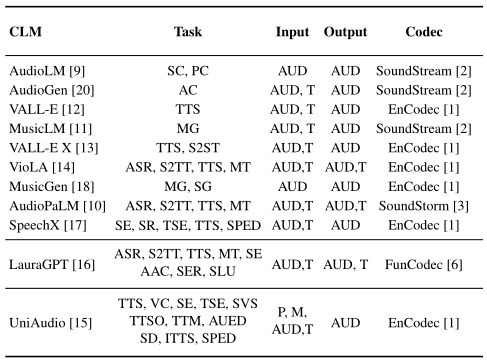 CLM Task Input Output Codec
AudioLM [9] SC, PC AUD AUD SoundStream [2]
AudioGen [20] AC AUD, T AUD SoundStream [2]
VALL-E [12] TTS AUD, T AUD EnCodec [1]
MusicLM [11] MG AUD, T AUD SoundStream [2]
VALL-E X [13] TTS, S2ST AUD,T AUD EnCodec [1]
VioLA [14] ASR, S2TT, TTS, MT AUD,T AUD,T EnCodec [1]
MusicGen [18] MG, SG AUD AUD EnCodec [1]
AudioPaLM [10] ASR, S2TT, TTS, MT AUD,T AUD,T SoundStorm [3]
SpeechX [17] SE, SR, TSE, TTS, SPED AUD,T AUD EnCodec [1]
LauraGPT [16] ASR, S2TT, TTS, MT, SE AUD,T AUD, T FunCodec [6]
AAC, SER, SLU
UniAudio [15] TTS, VC, SE, TSE, SVS P, M, AUD EnCodec [1]
TTSO, TTM, AUED AUD,T
SD, ITTS, SPED